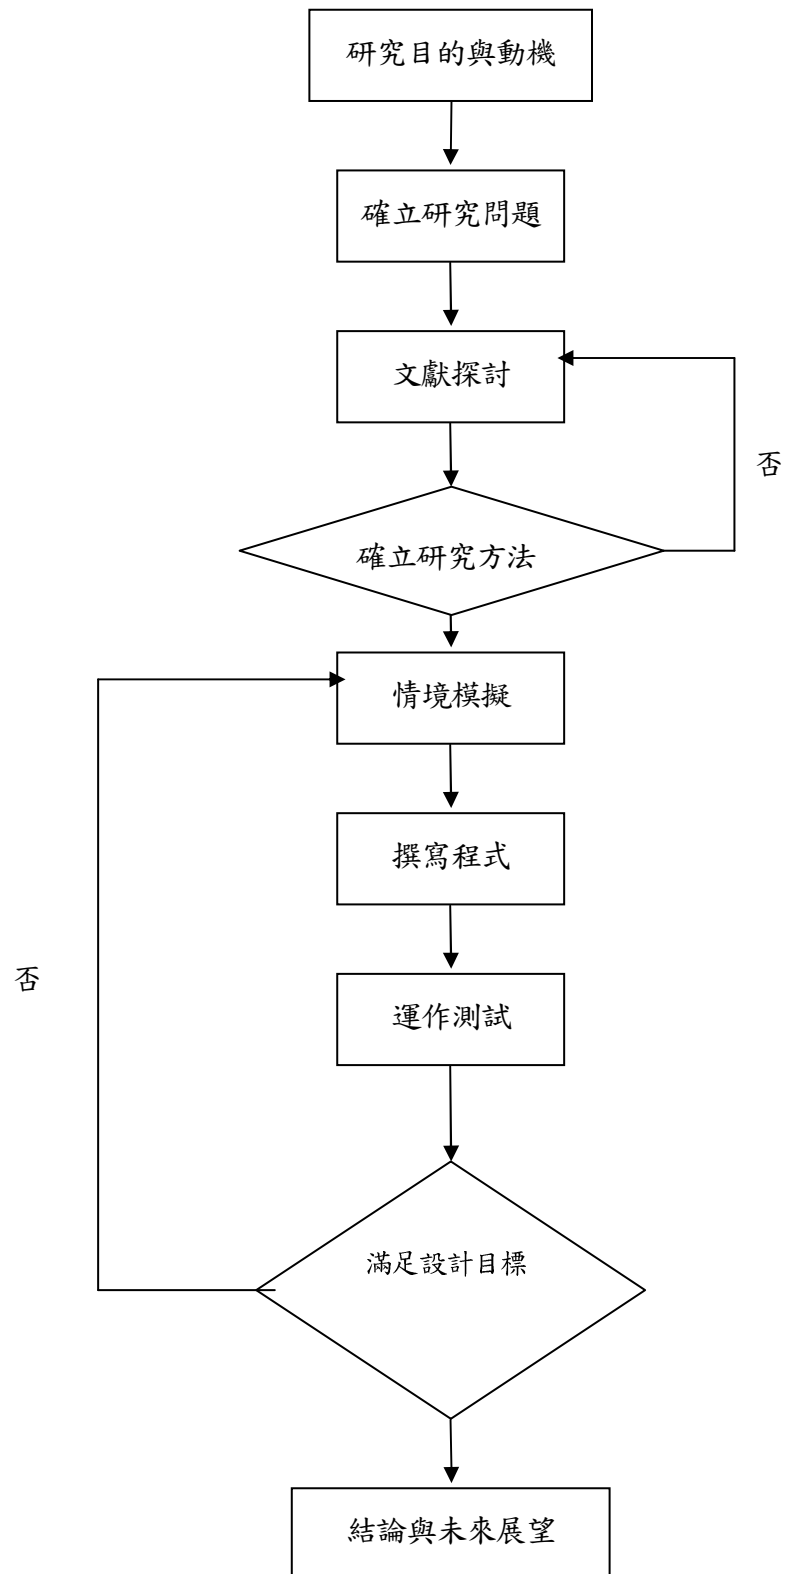 研究目的與動機
確立研究問題
文獻探討
否
確立研究方法
情境模擬
撰寫程式
否
運作測試
滿足設計目標
結論與未來展望